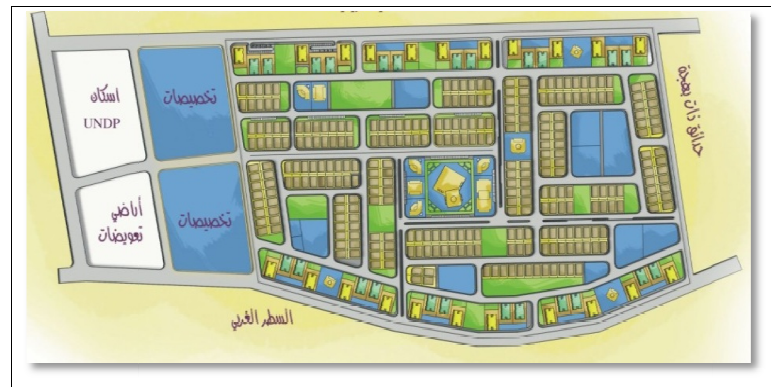 اسكان
UNDP
تخصيصات
حدائق ذات بهجة
أراضي
تعويضات
تخصيصات
السطر الغربي